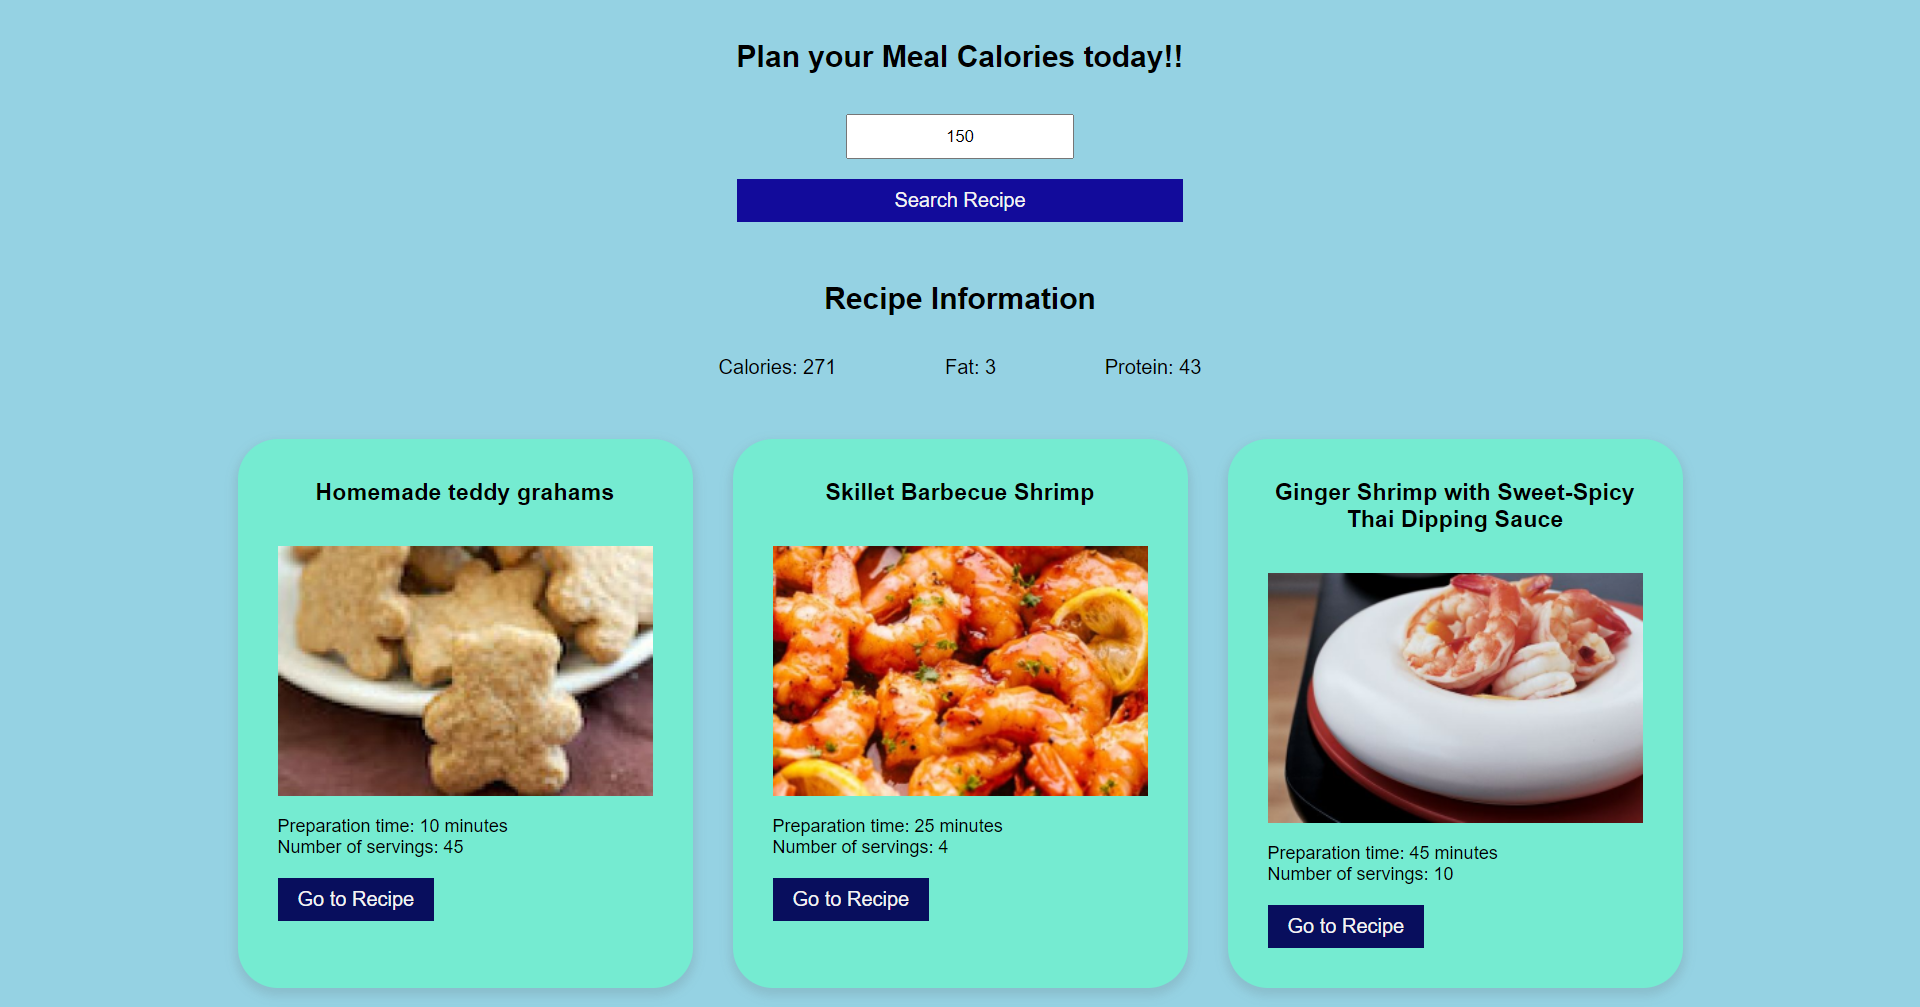 Plan your Meal Calories today!!
150
Search Recipe
Recipe Information
Calories: 271 Fat: 3 Protein: 43
Homemade teddy grahams
Preparation time: 10 minutes
Number of servings: 45
Go to Recipe
Skillet Barbecue Shrimp
Preparation time: 25 minutes
Number of servings: 4
Go to Recipe
Ginger Shrimp with Sweet-Spicy
Thai Dipping Sauce
Preparation time: 45 minutes
Number of servings: 10
Go to Recipe